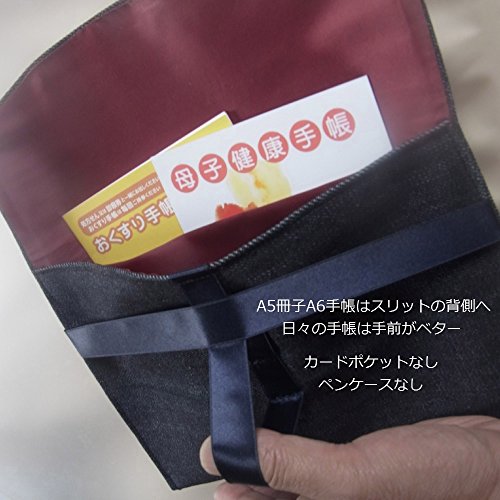 母子健康手帳
おくすり手帳
A5冊子A6手帳はスリットの背側へ
日々の手帳は手前がベター
カードポケットなし
ペンケースなし